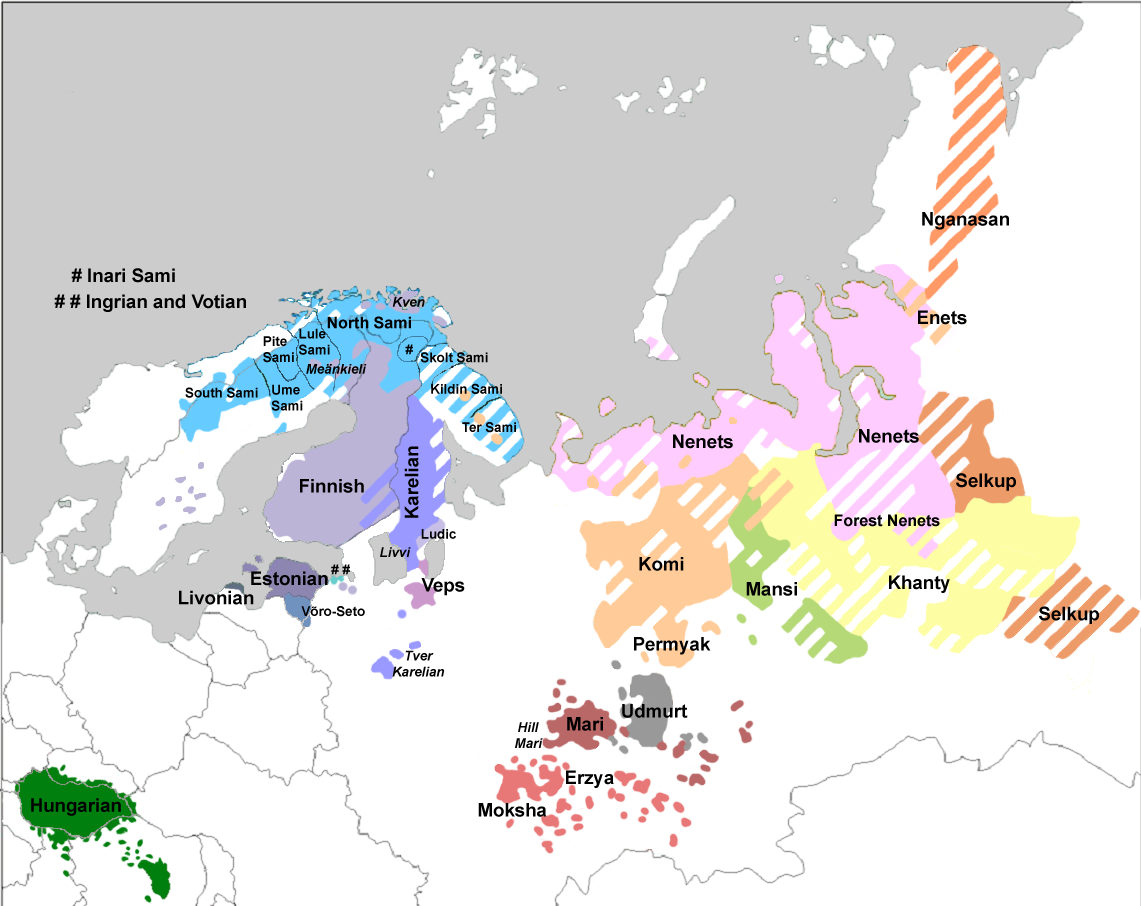 Nganasan
# Inari Sami
# # Ingrian and Votian
Kven
North Sami
Enets
Pite
Sami
Lule
Sami
#
Skolt Sami
Meänkieli
South Sami
Ume
Sami
Kildin Sami
Ter Sami
Nenets
Nenets
Karelian
Finnish
Selkup
Forest Nenets
Ludic
Livvi
Komi
# #
Estonian
Livonian
Veps
Mansi
Khanty
Võro-Seto
Selkup
Permyak
Tver
Karelian
Udmurt
Hill
Mari
Mari
Erzya
Moksha
Hungarian